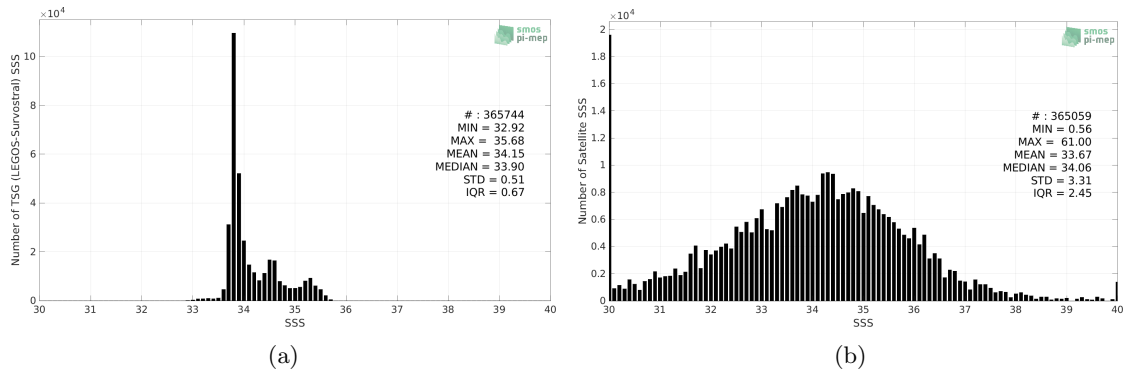 ×10⁴
smos
pi-mep
Number of TSG (LEGOS-Survostral) SSS
10
8
6
4
2
0
# : 365744
MIN = 32.92
MAX = 35.68
MEAN = 34.15
MEDIAN = 33.90
STD = 0.51
IQR = 0.67
30 31 32 33 34 35 36 37 38 39 40
SSS
(a)
×10⁴
smos
pi-mep
Number of Satellite SSS
2
1.8
1.6
1.4
1.2
1
0.8
0.6
0.4
0.2
0
# : 365059
MIN = 0.56
MAX = 61.00
MEAN = 33.67
MEDIAN = 34.06
STD = 3.31
IQR = 2.45
30 31 32 33 34 35 36 37 38 39 40
SSS
(b)